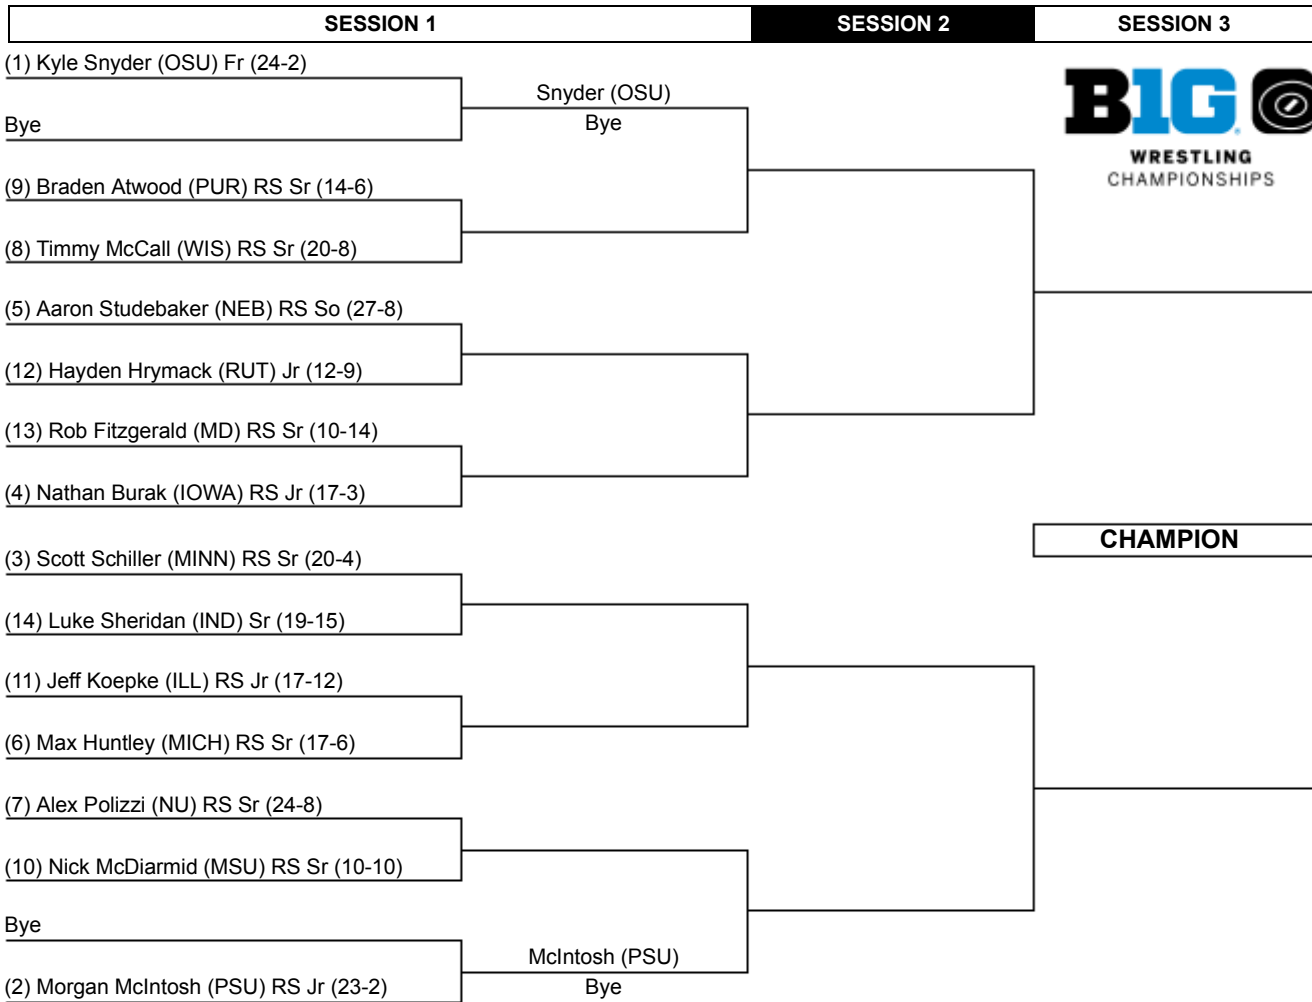 SESSION 1
SESSION 2
SESSION 3
(1) Kyle Snyder (OSU) Fr (24-2)
Snyder (OSU)
Bye
Bye
(9) Braden Atwood (PUR) RS Sr (14-6)
(8) Timmy McCall (WIS) RS Sr (20-8)
(5) Aaron Studebaker (NEB) RS So (27-8)
(12) Hayden Hrymack (RUT) Jr (12-9)
(13) Rob Fitzgerald (MD) RS Sr (10-14)
(4) Nathan Burak (IOWA) RS Jr (17-3)
(3) Scott Schiller (MINN) RS Sr (20-4)
(14) Luke Sheridan (IND) Sr (19-15)
(11) Jeff Koepke (ILL) RS Jr (17-12)
(6) Max Huntley (MICH) RS Sr (17-6)
(7) Alex Polizzi (NU) RS Sr (24-8)
(10) Nick McDiarmid (MSU) RS Sr (10-10)
Bye
McIntosh (PSU)
Bye
(2) Morgan McIntosh (PSU) RS Jr (23-2)
B1G
WRESTLING
CHAMPIONSHIPS
CHAMPION